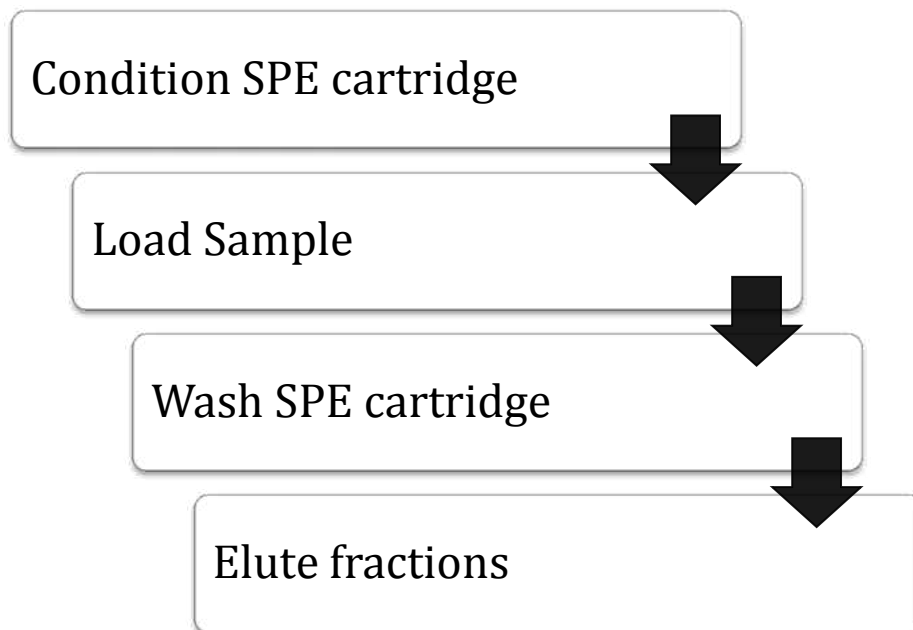 Condition SPE cartridge
Load Sample
Wash SPE cartridge
Elute fractions